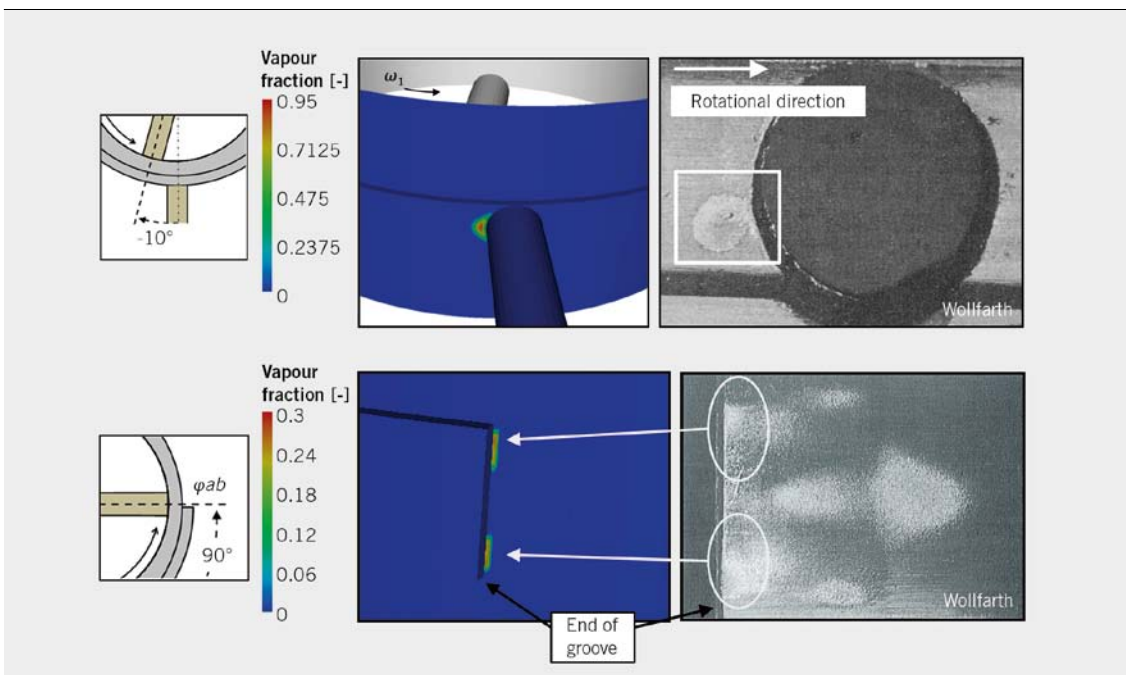 Vapour
fraction [-]
0.95
0.7125
0.475
0.2375
0
-10°
ω₁
Rotational direction
Wollfarth
Vapour
fraction [-]
0.3
0.24
0.18
0.12
0.06
0
φab
90°
End of
groove
Wollfarth